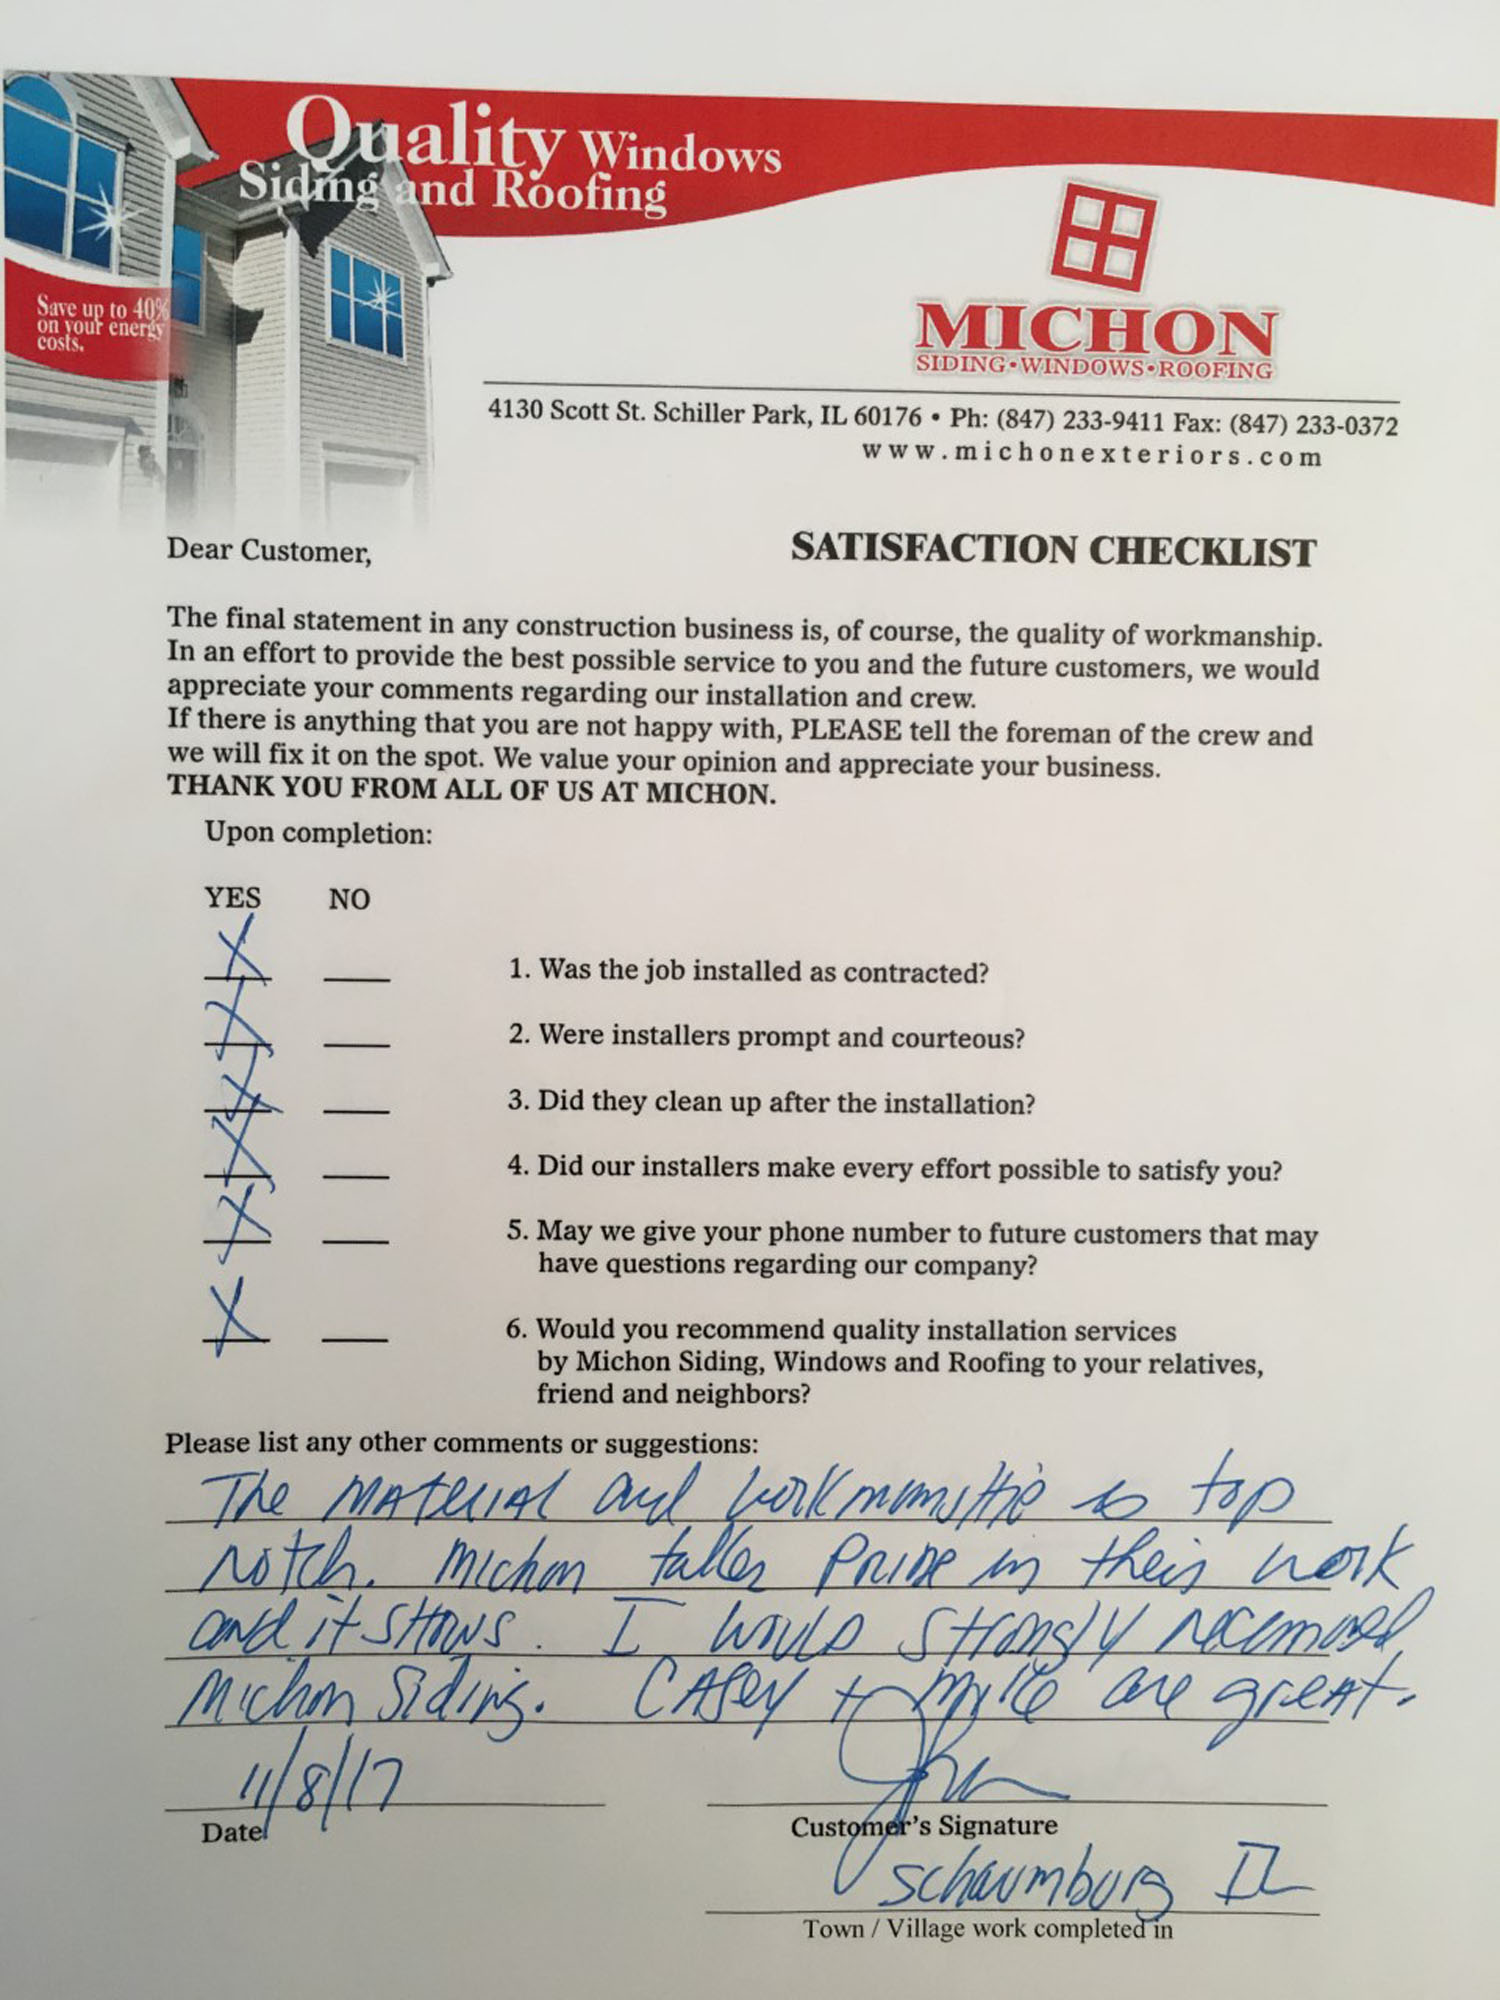 Quality Windows
Siding and Roofing
Save up to 40%
on your energy
costs.
MICHON
SIDING•WINDOWS•ROOFING
4130 Scott St. Schiller Park, IL 60176 • Ph: (847) 233-9411 Fax: (847) 233-0372
www.michonexteriors.com
Dear Customer,
SATISFACTION CHECKLIST
The final statement in any construction business is, of course, the quality of workmanship.
In an effort to provide the best possible service to you and the future customers, we would
appreciate your comments regarding our installation and crew.
If there is anything that you are not happy with, PLEASE tell the foreman of the crew and
we will fix it on the spot. We value your opinion and appreciate your business.
THANK YOU FROM ALL OF US AT MICHON.
Upon completion:
YES NO
X 1. Was the job installed as contracted?
X 2. Were installers prompt and courteous?
X 3. Did they clean up after the installation?
X 4. Did our installers make every effort possible to satisfy you?
X 5. May we give your phone number to future customers that may
have questions regarding our company?
X 6. Would you recommend quality installation services
by Michon Siding, Windows and Roofing to your relatives,
friend and neighbors?
Please list any other comments or suggestions:
The material and is top
notch. Michon takes Pride in their work
and it shows. I would strongly
Michon Siding. Casey + Mike are great.
11/8/17
Date
Customer's Signature
Schaumburg IL
Town / Village work completed in